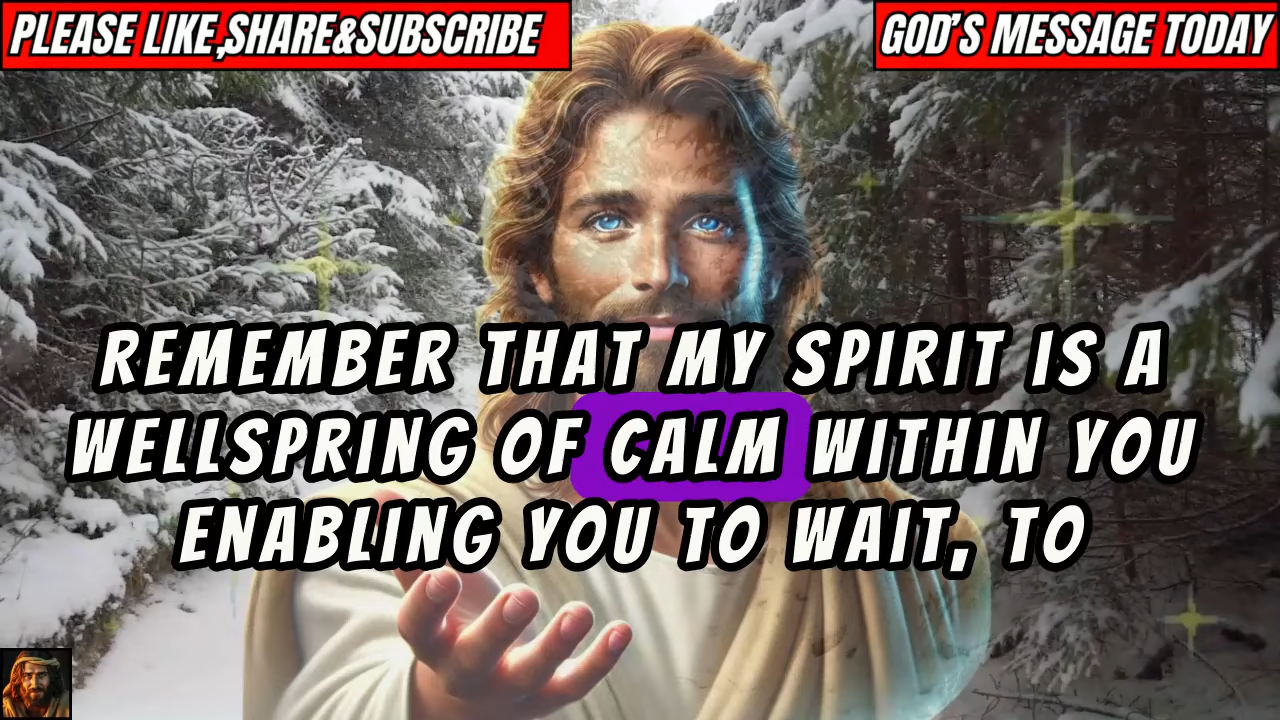 PLEASE LIKE,SHARE&SUBSCRIBE
GOD'S MESSAGE TODAY
REMEMBER THAT MY SPIRIT IS A
WELLSPRING OF CALM WITHIN YOU
ENABLING YOU TO WAIT, TO